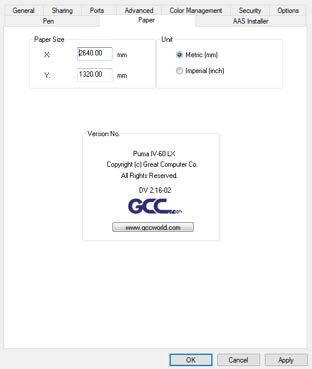 General Sharing Ports Advanced Color Management Security Options
Pen Paper AAS Installer
Paper Size Unit
X: 2640.00 mm Metric (mm)
Y: 1320.00 mm Imperial (inch)
Version No.
Puma IV-60 LX
Copyright (c) Great Computer Co.
All Rights Reserved.
DV 2.16-02
GCC
www.gccworld.com
OK Cancel Apply